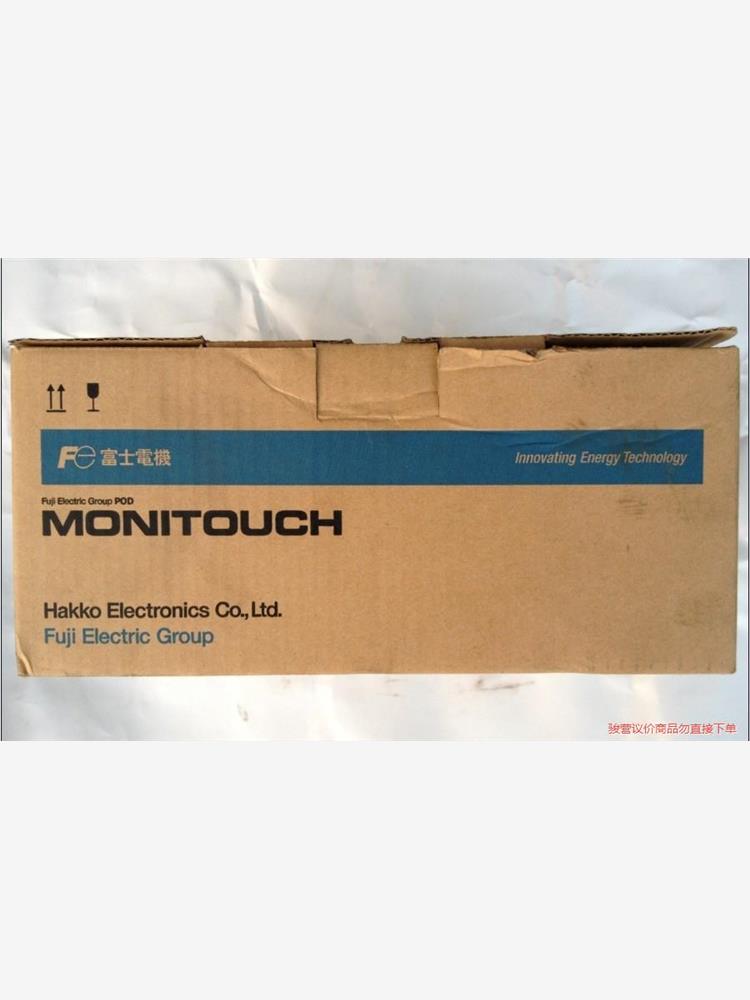 Fe 富士電機
Innovating Energy Technology
Fuji Electric Group POD
MONITOUCH
Hakko Electronics Co., Ltd.
Fuji Electric Group
骏营议价商品勿直接下单